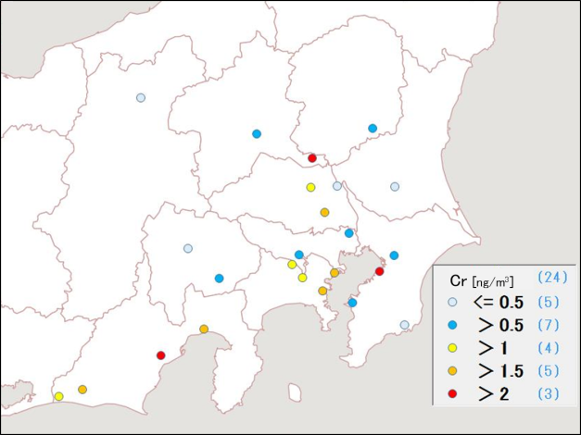 Cr [ng/m³] (24)
<= 0.5 (5)
> 0.5 (7)
> 1 (4)
> 1.5 (5)
> 2 (3)